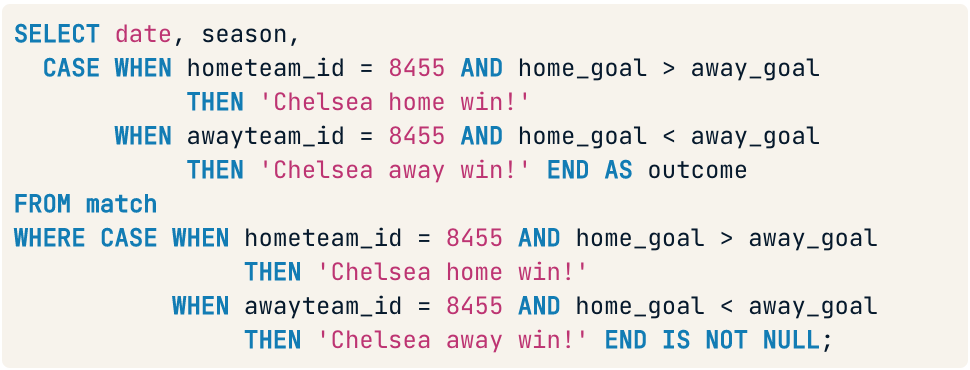 SELECT date, season,
CASE WHEN hometeam_id = 8455 AND home_goal > away_goal
THEN 'Chelsea home win!'
WHEN awayteam_id = 8455 AND home_goal < away_goal
THEN 'Chelsea away win!' END AS outcome
FROM match
WHERE CASE WHEN hometeam_id = 8455 AND home_goal > away_goal
THEN 'Chelsea home win!'
WHEN awayteam_id = 8455 AND home_goal < away_goal
THEN 'Chelsea away win!' END IS NOT NULL;